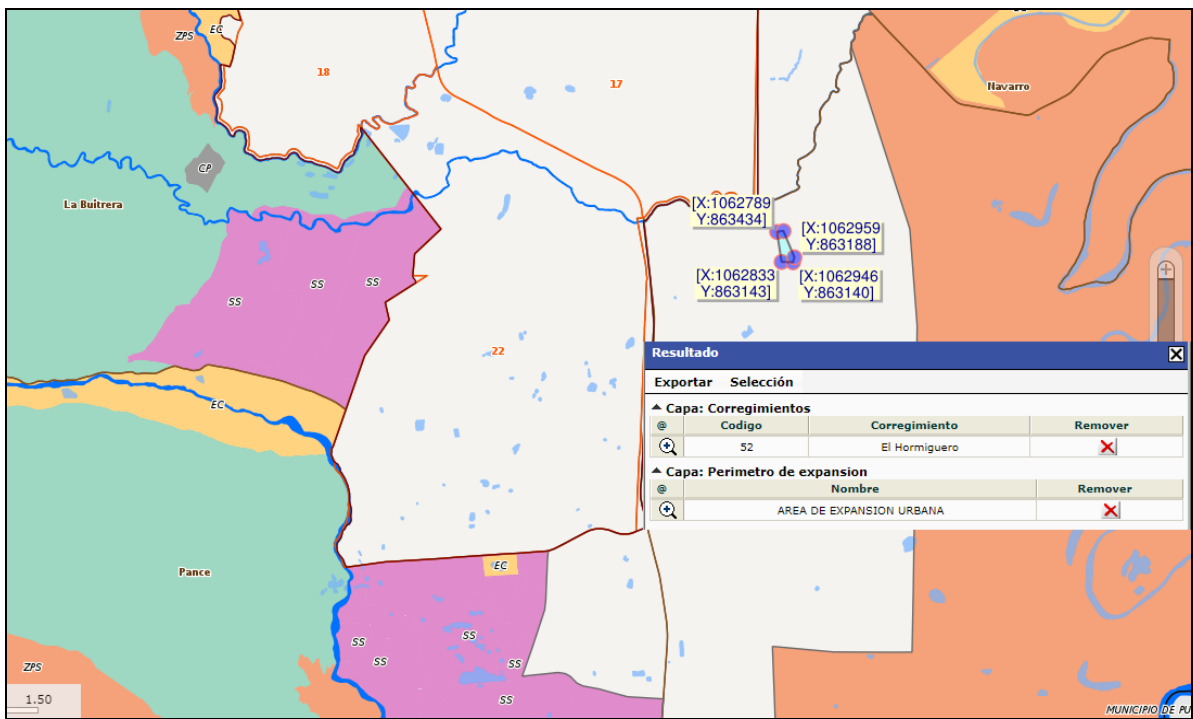 ZPS
EC
18
17
Navarro
CP
La Buitrera
[X:1062789
Y:863434]
[X:1062959
Y:863188]
[X:1062833
Y:863143]
[X:1062946
Y:863140]
SS
SS
SS
22
EC
Resultado
Exportar Selección
Capa: Corregimientos
@ Codigo Corregimiento Remover
52 El Hormiguero
Capa: Perimetro de expansion
@ Nombre Remover
AREA DE EXPANSION URBANA
Pance
EC
SS
SS
SS
SS
SS
ZPS
1.50
MUNICIPIO DE PU